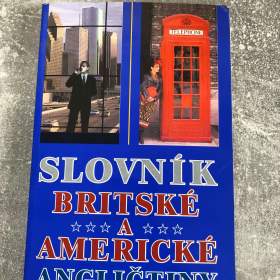 TELEPHONE
SLOVNÍK
BRITSKÉ
A
AMERICKÉ
ANGLIČTINY